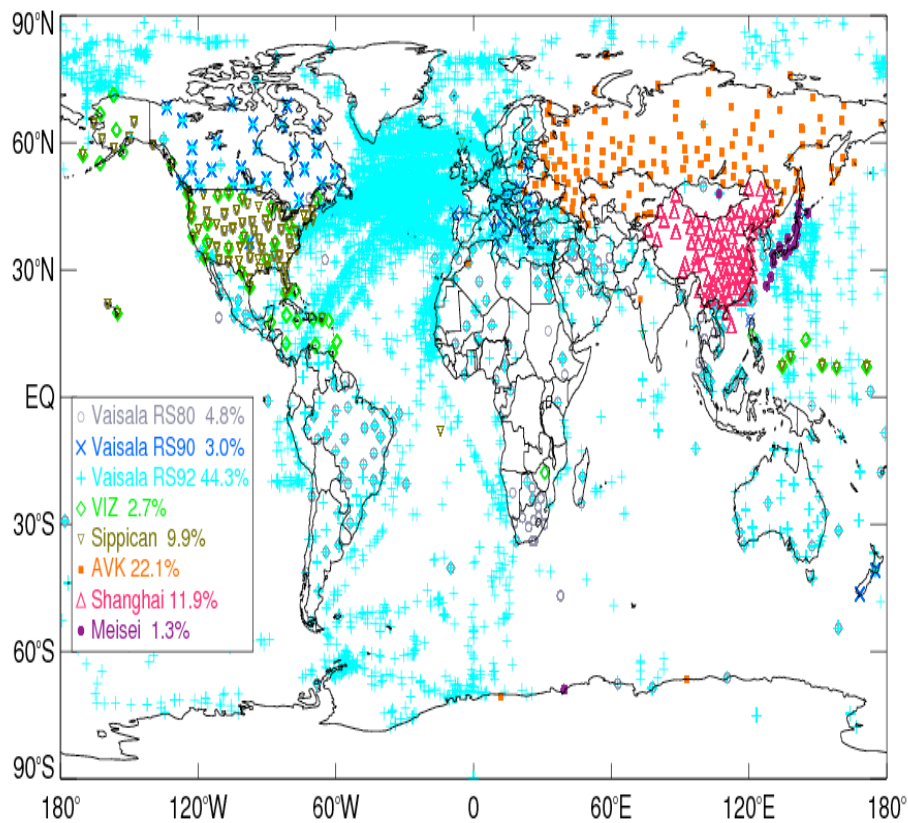 90°N
60°N
30°N
EQ
Vaisala RS80 4.8%
Vaisala RS90 3.0%
Vaisala RS92 44.3%
VIZ 2.7%
Sippican 9.9%
AVK 22.1%
Shanghai 11.9%
Meisei 1.3%
30°S
60°S
90°S
180° 120°W 60°W 0 60°E 120°E 180°